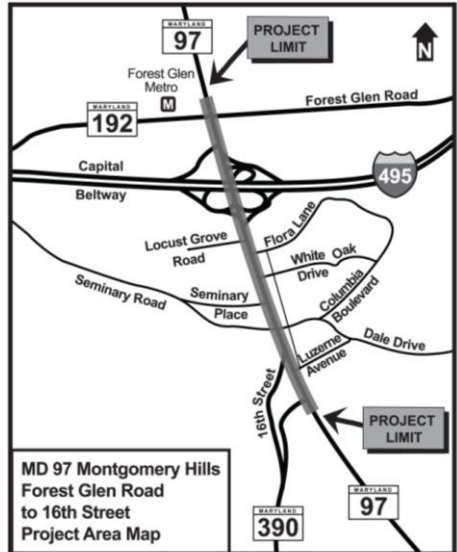 MARYLAND
97
PROJECT
LIMIT
N
Forest Glen
Metro
M
MARYLAND
192
Forest Glen Road
Capital
Beltway
495
Locust Grove
Road
Flora Lane
White Oak
Drive
Columbia
Boulevard
Seminary Road
Seminary
Place
Luzerne
Avenue
Dale Drive
16th Street
PROJECT
LIMIT
MD 97 Montgomery Hills
Forest Glen Road
to 16th Street
Project Area Map
MARYLAND
390
MARYLAND
97